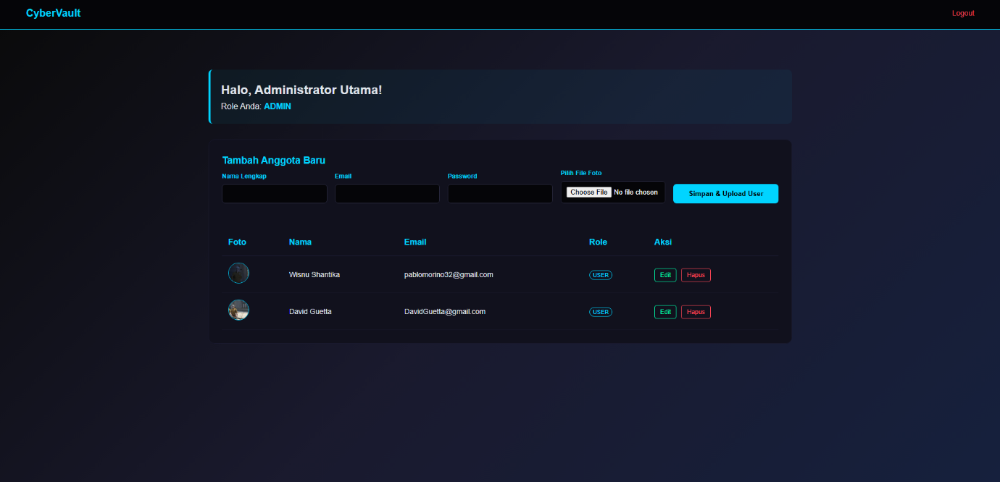 CyberVault
Logout
Halo, Administrator Utama!
Role Anda: ADMIN
Tambah Anggota Baru
Nama Lengkap
Email
Password
Pilih File Foto
Choose File No file chosen
Simpan & Upload User
Foto Nama Email Role Aksi
Wisnu Shantika pablomorino32@gmail.com USER Edit Hapus
David Guetta DavidGuetta@gmail.com USER Edit Hapus